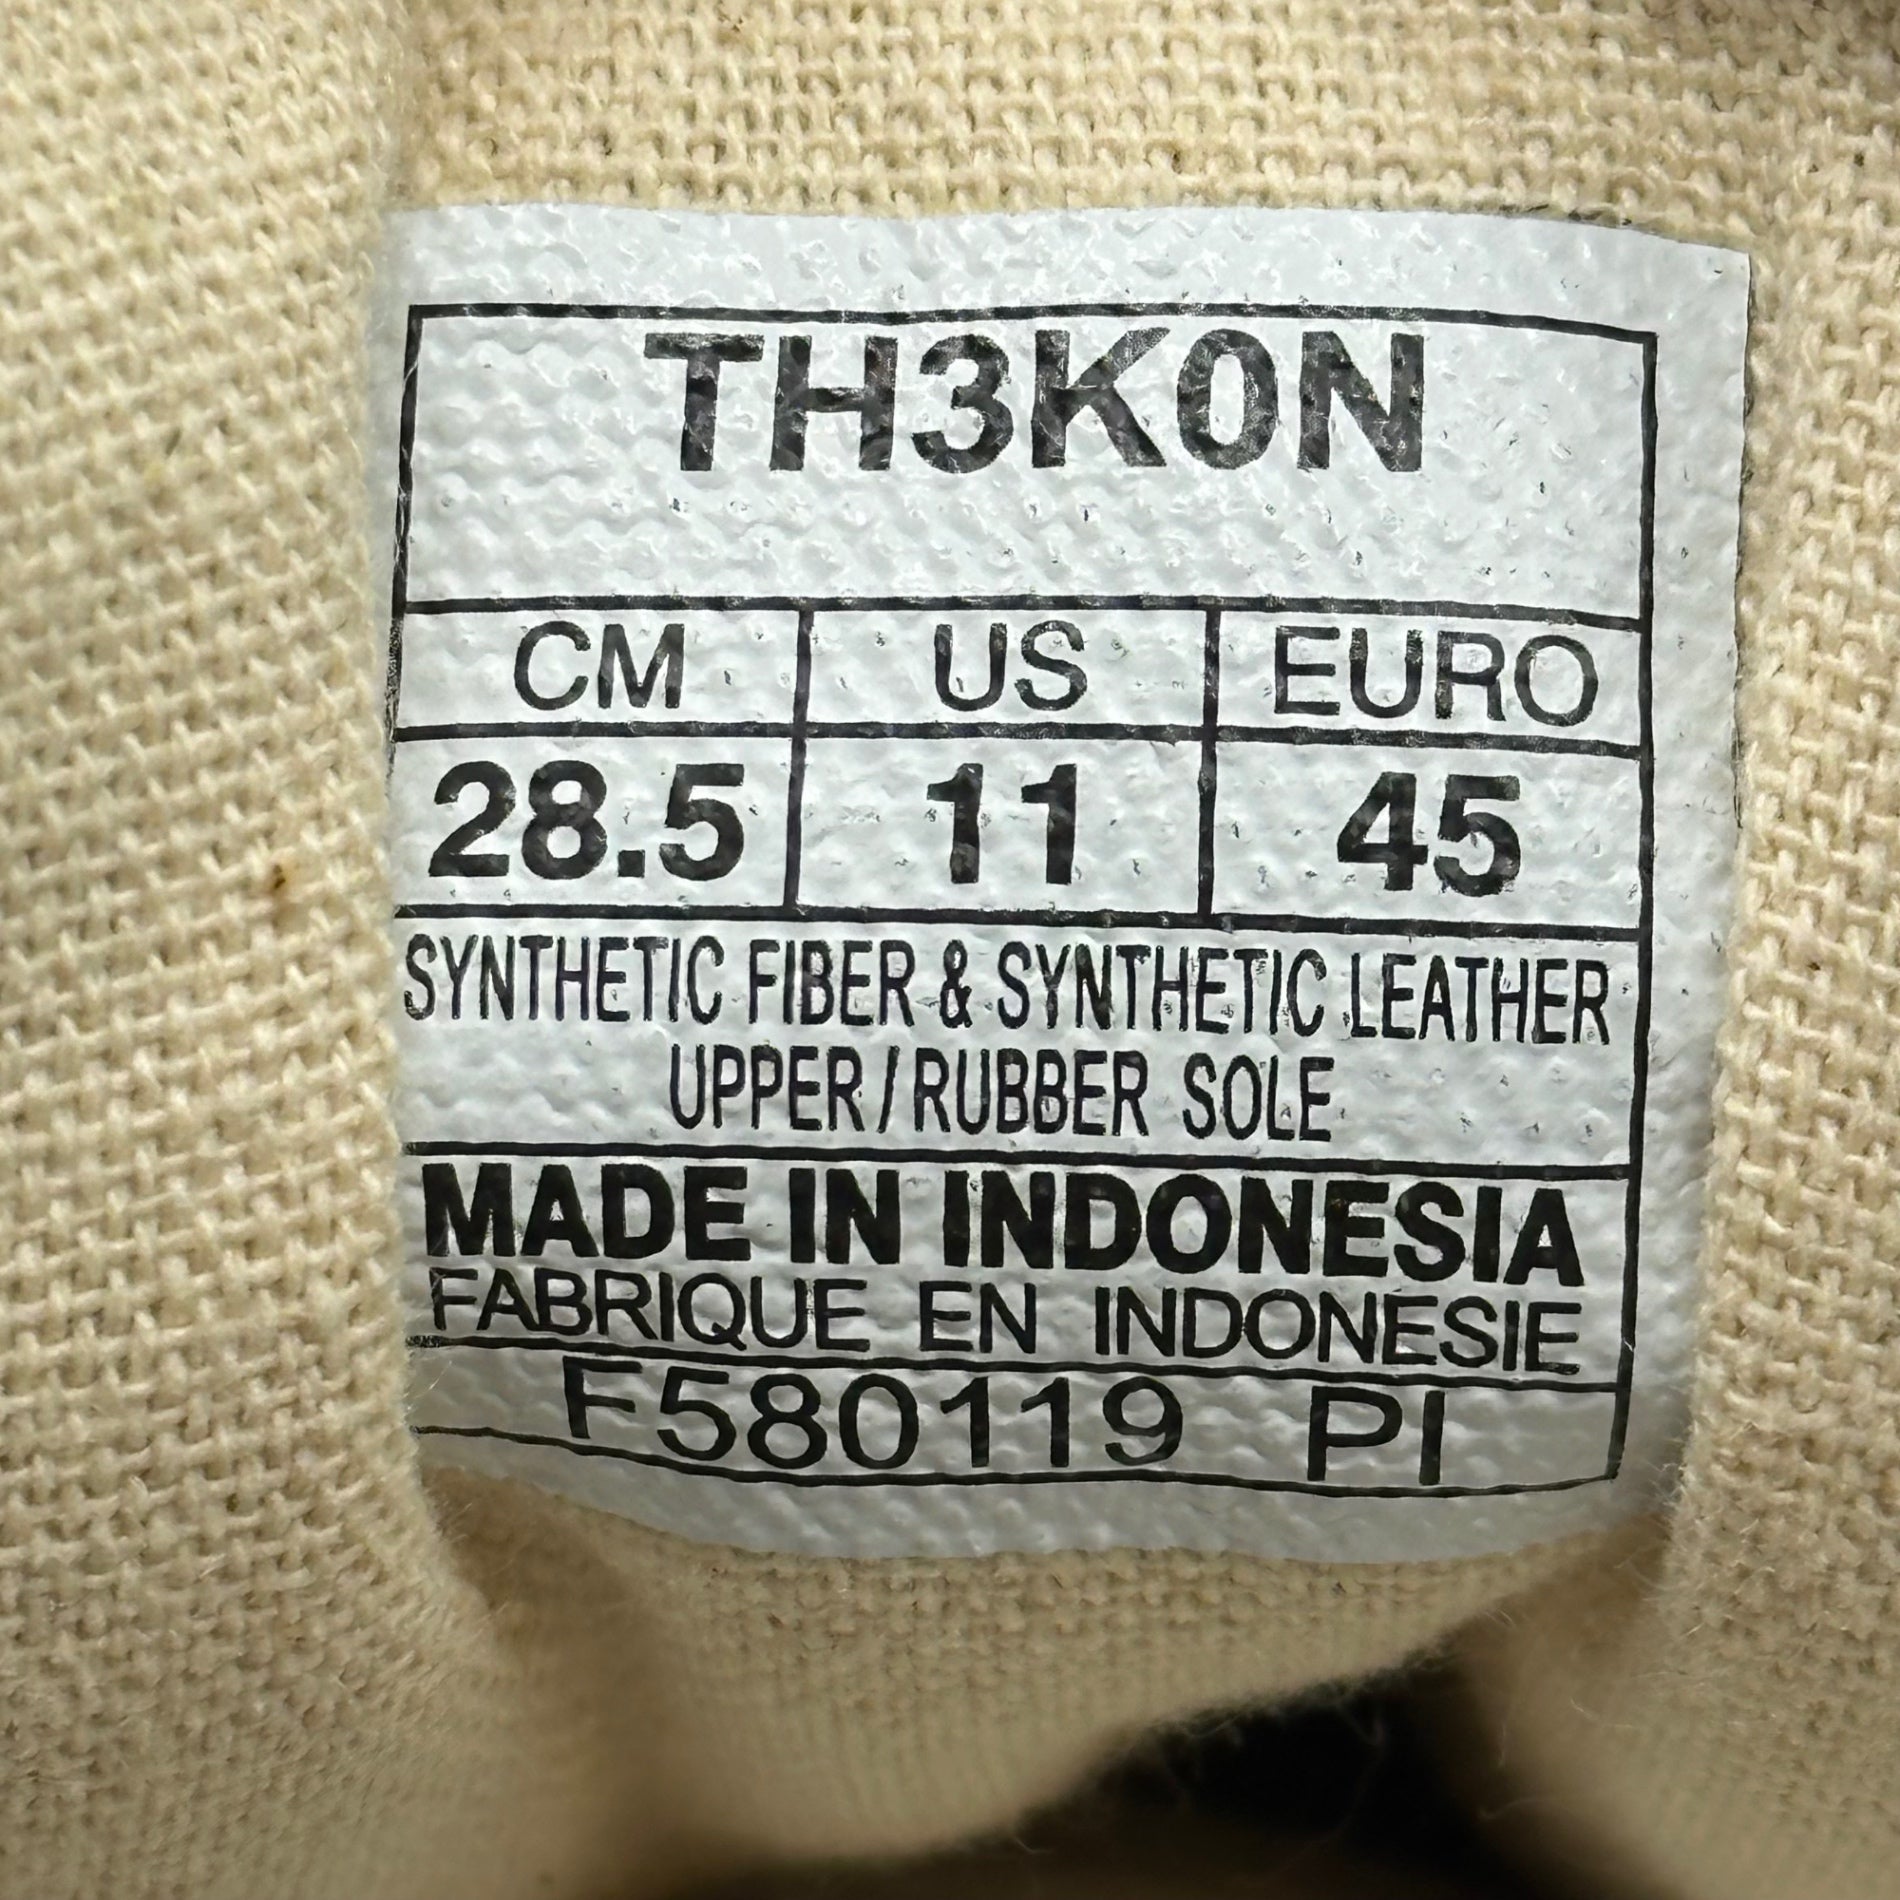 TH3K0N
CM US EURO
28.5 11 45
SYNTHETIC FIBER & SYNTHETIC LEATHER
UPPER/RUBBER SOLE
MADE IN INDONESIA
FABRIQUE EN INDONESIE
F580119 PI